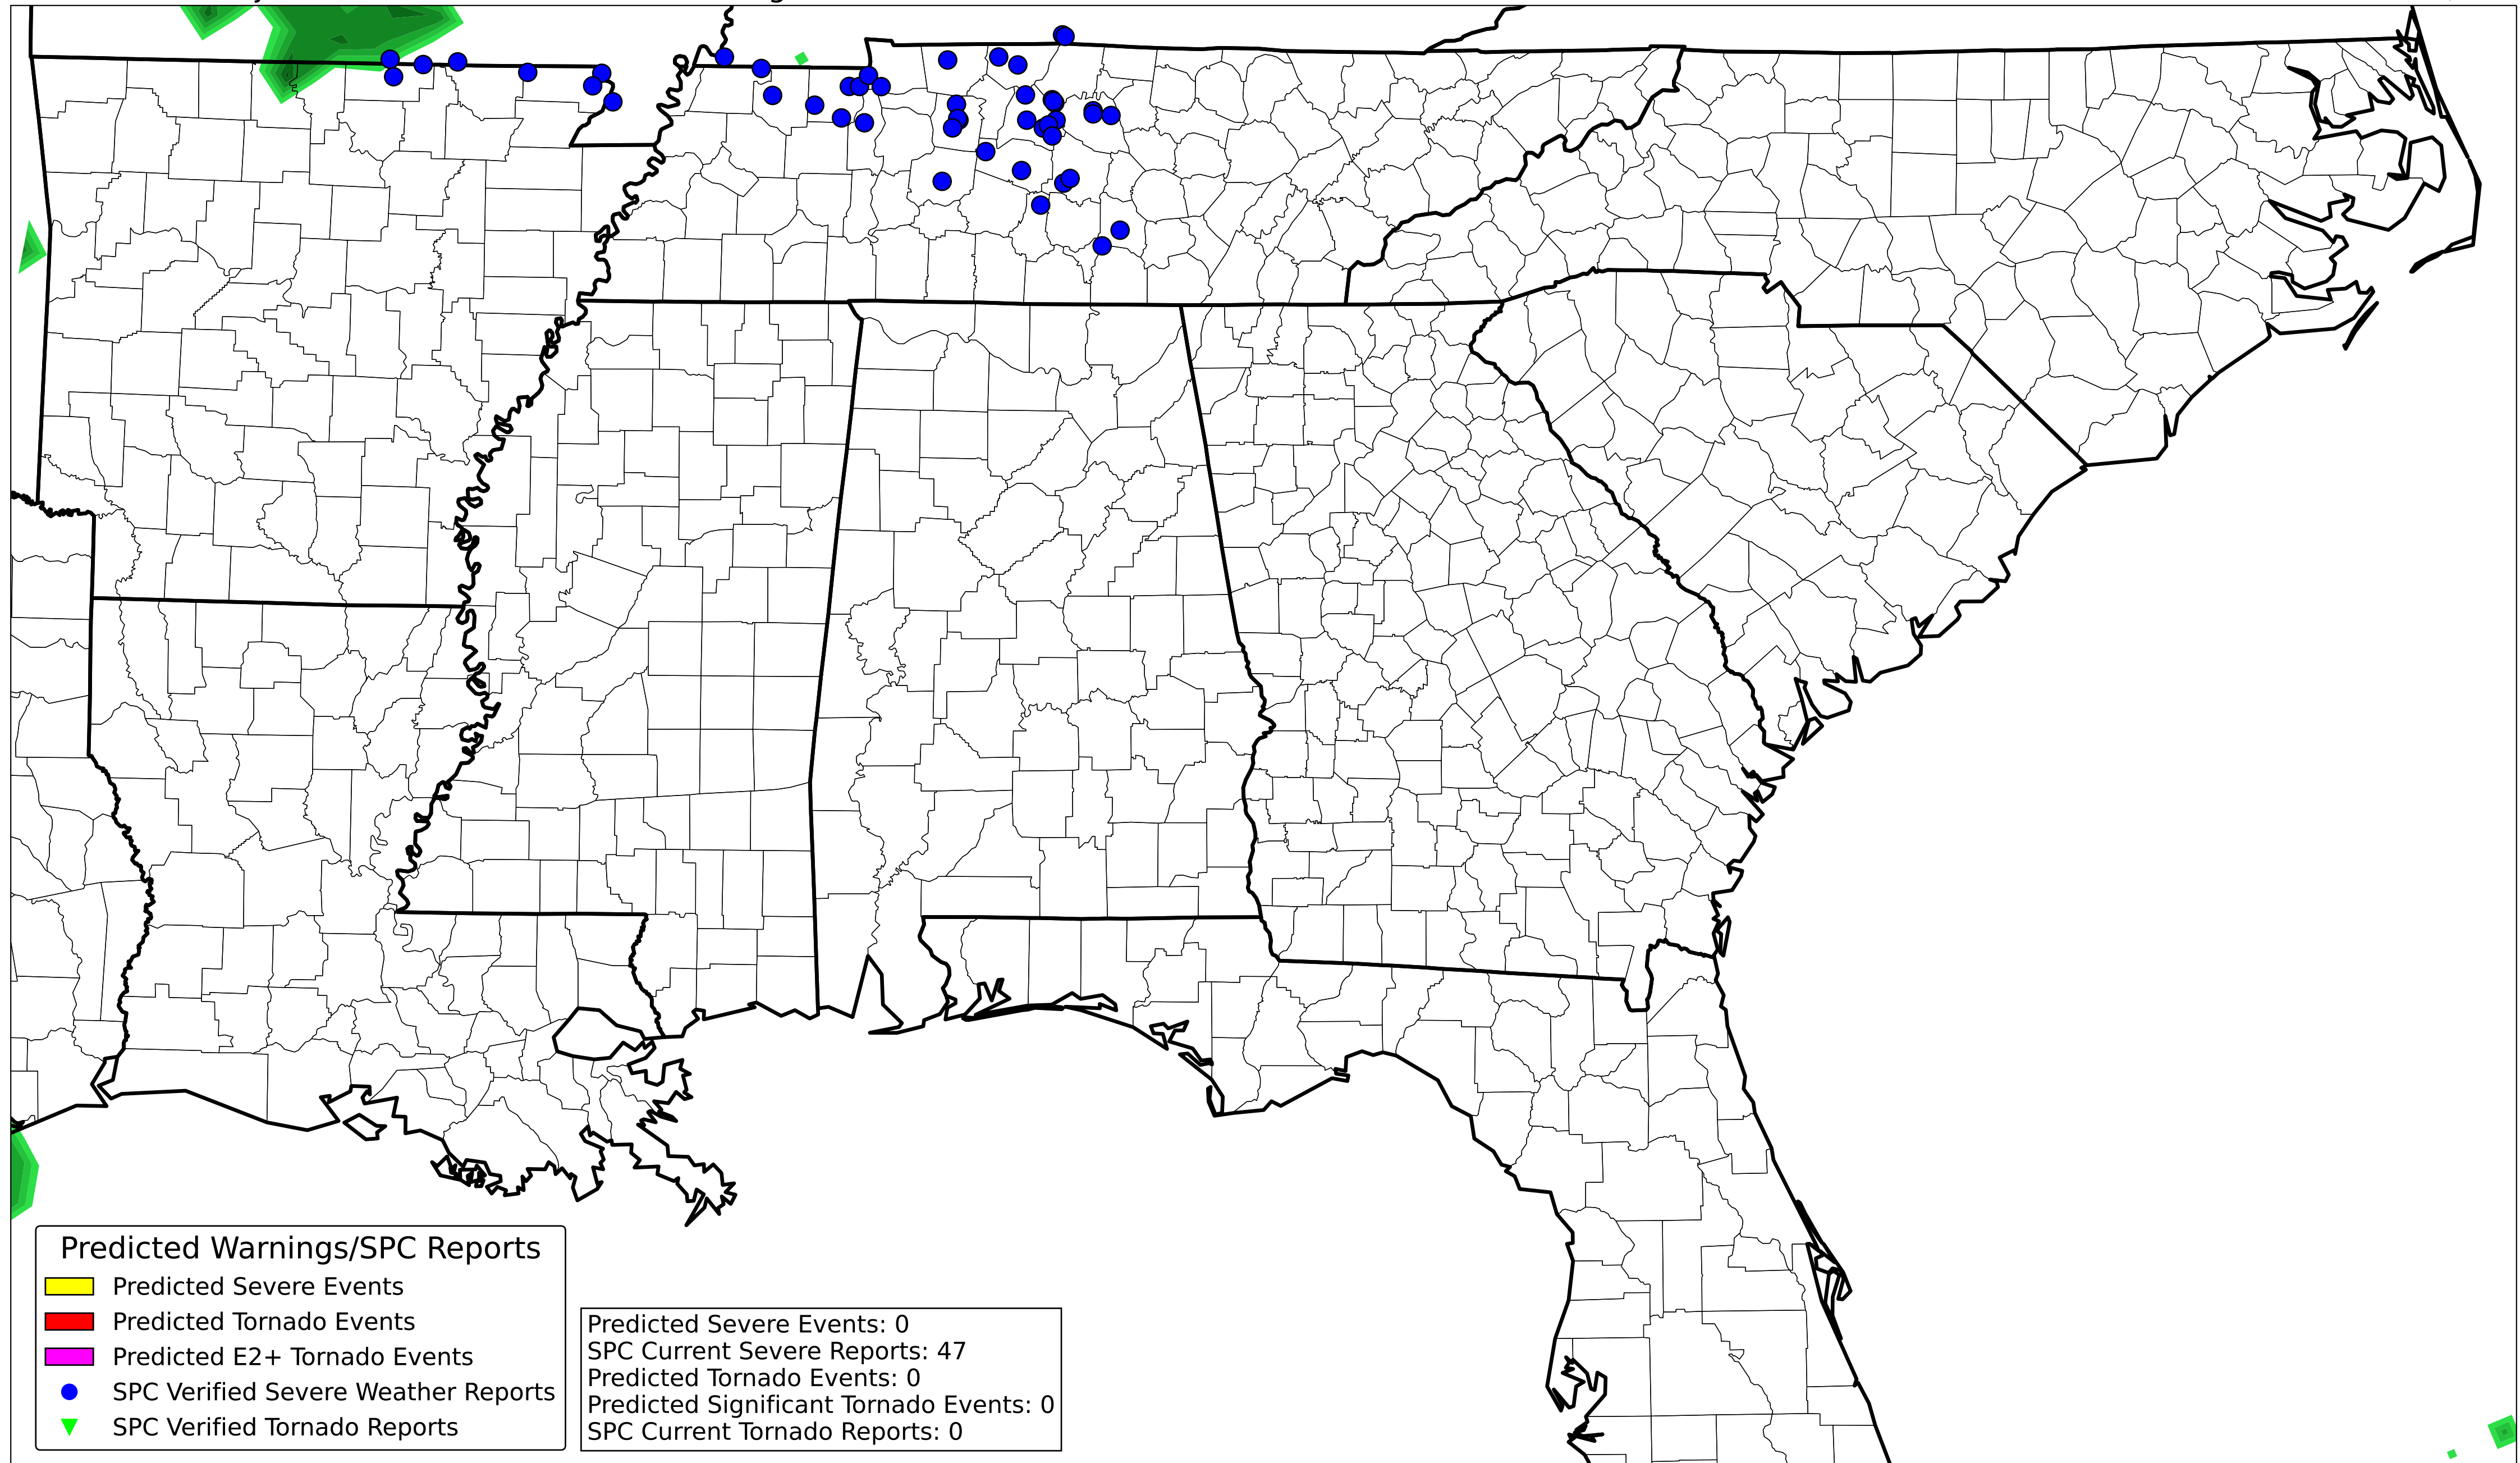 Predicted Warnings/SPC Reports
Predicted Severe Events
Predicted Tornado Events
Predicted E2+ Tornado Events
SPC Verified Severe Weather Reports
SPC Verified Tornado Reports
Predicted Severe Events: 0
SPC Current Severe Reports: 47
Predicted Tornado Events: 0
Predicted Significant Tornado Events: 0
SPC Current Tornado Reports: 0